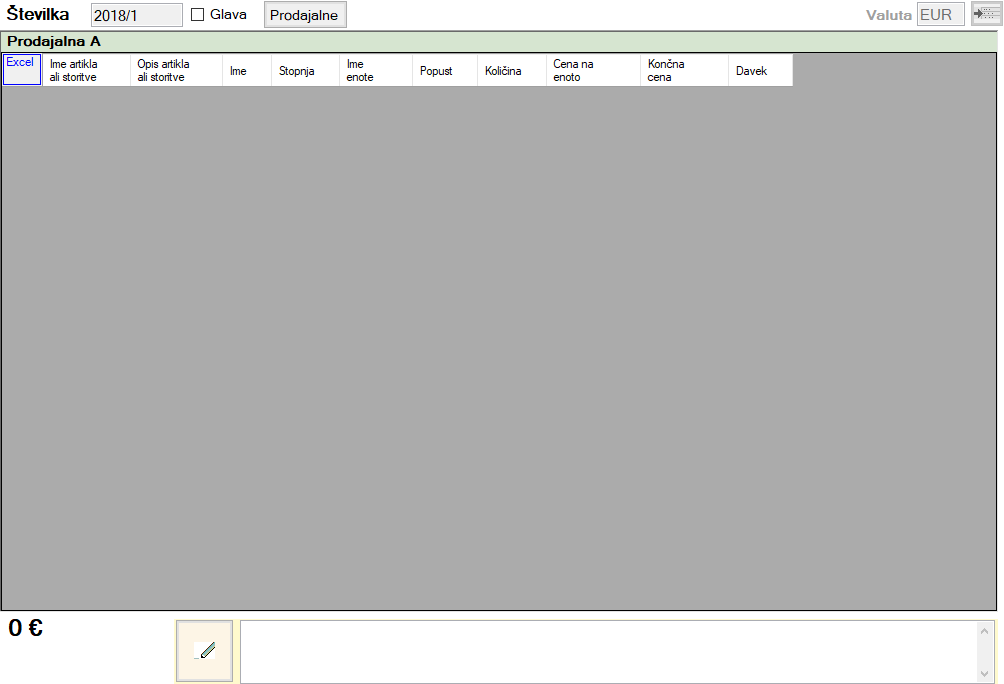 Številka 2018/1 Glava Prodajalne Valuta EUR
Prodajalna A
Excel
Ime artikla
ali storitve
Opis artikla
ali storitve
Ime
Stopnja
Ime
enote
Popust
Količina
Cena na
enoto
Končna
cena
Davek
0 €